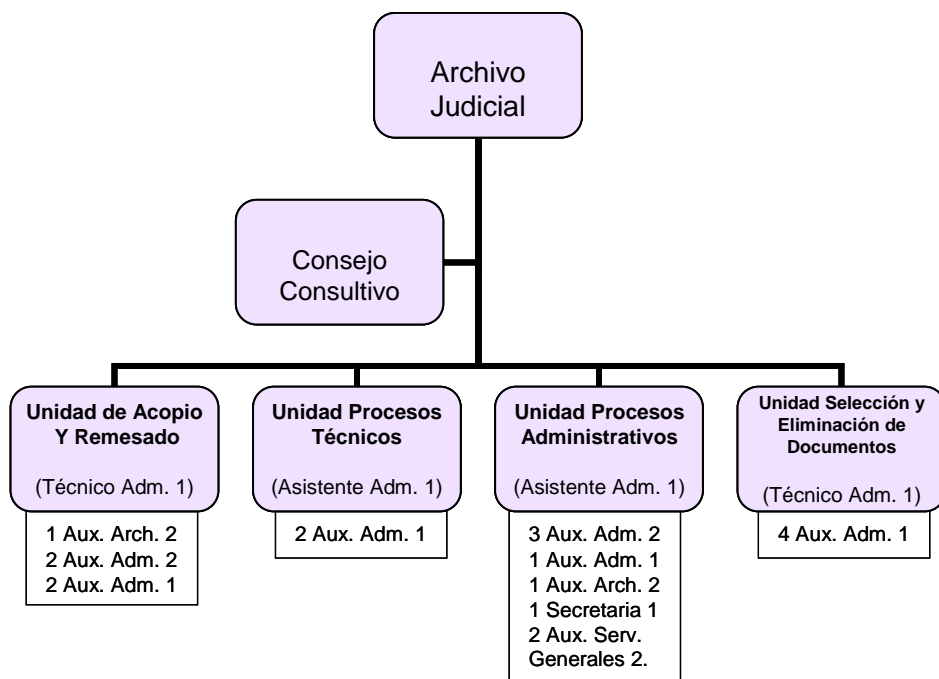 Archivo
Judicial
Consejo
Consultivo
Unidad de Acopio
Y Remesado
(Técnico Adm. 1)
1 Aux. Arch. 2
2 Aux. Adm. 2
2 Aux. Adm. 1
Unidad Procesos
Técnicos
(Asistente Adm. 1)
2 Aux. Adm. 1
Unidad Procesos
Administrativos
(Asistente Adm. 1)
3 Aux. Adm. 2
1 Aux. Adm. 1
1 Aux. Arch. 2
1 Secretaria 1
2 Aux. Serv.
Generales 2.
Unidad Selección y
Eliminación de
Documentos
(Técnico Adm. 1)
4 Aux. Adm. 1